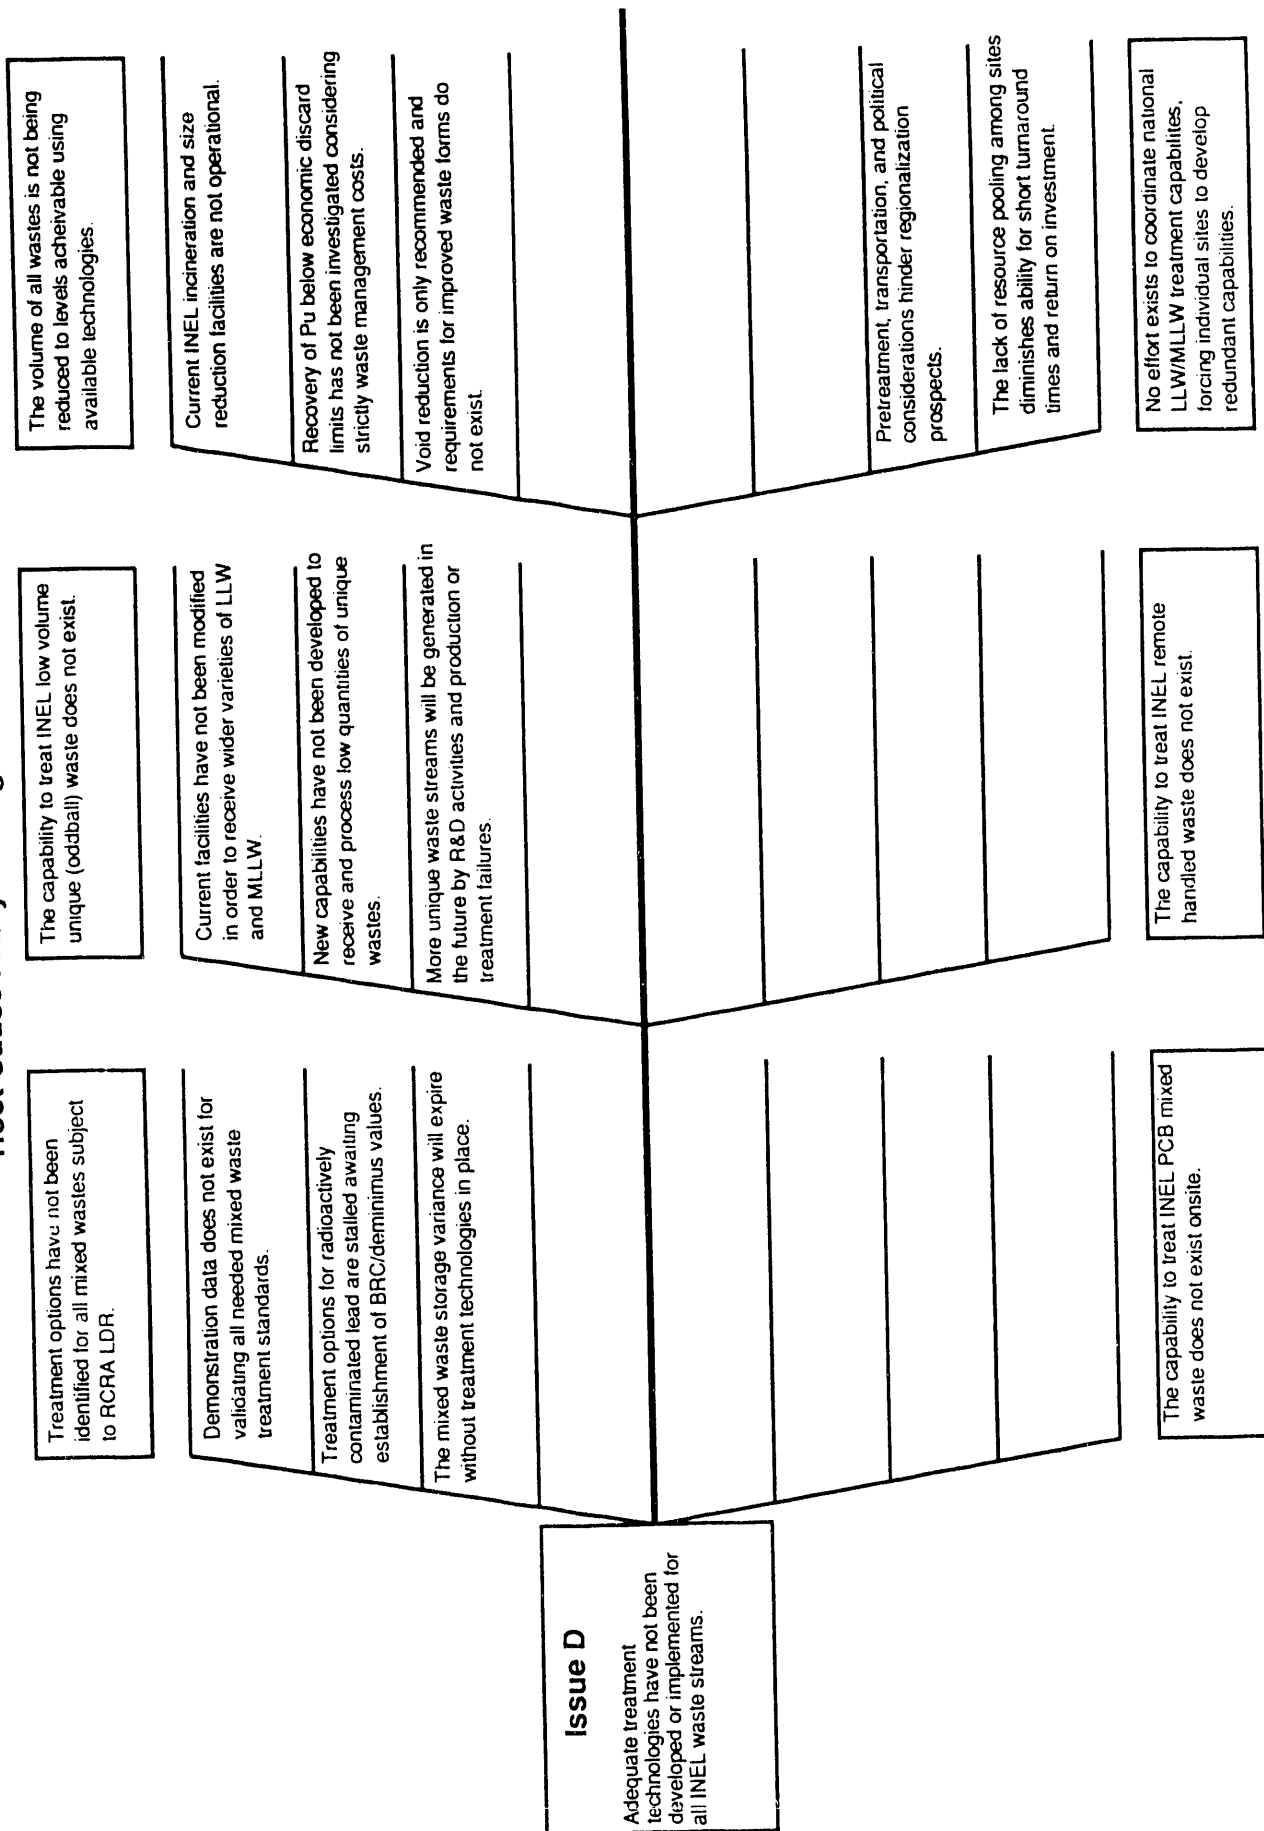 Issue D
Adequate treatment
technologies have not been
developed or implemented for
all INEL waste streams.
Treatment options have not been
identified for all mixed wastes subject
to RCRA LDR.
Demonstration data does not exist for
validating all needed mixed waste
treatment standards.
Treatment options for radioactively
contaminated lead are stalled awaiting
establishment of BRC/deminimus values.
The mixed waste storage variance will expire
without treatment technologies in place.
The capability to treat INEL low volume
unique (oddball) waste does not exist.
Current facilities have not been modified
in order to receive wider varieties of LLW
and MLLW.
New capabilities have not been developed to
receive and process low quantities of unique
wastes.
More unique waste streams will be generated in
the future by R&D activities and production or
treatment failures.
The volume of all wastes is not being
reduced to levels acheivable using
available technologies.
Current INEL incineration and size
reduction facilities are not operational.
Recovery of Pu below economic discard
limits has not been investigated considering
strictly waste management costs.
Void reduction is only recommended and
requirements for improved waste forms do
not exist.
The capability to treat INEL PCB mixed
waste does not exist onsite.
The capability to treat INEL remote
handled waste does not exist.
Pretreatment, transportation, and political
considerations hinder regionalization
prospects.
The lack of resource pooling among sites
diminishes ability for short turnaround
times and return on investment.
No effort exists to coordinate national
LLW/MLLW treatment capabilites,
forcing individual sites to develop
redundant capabilities.